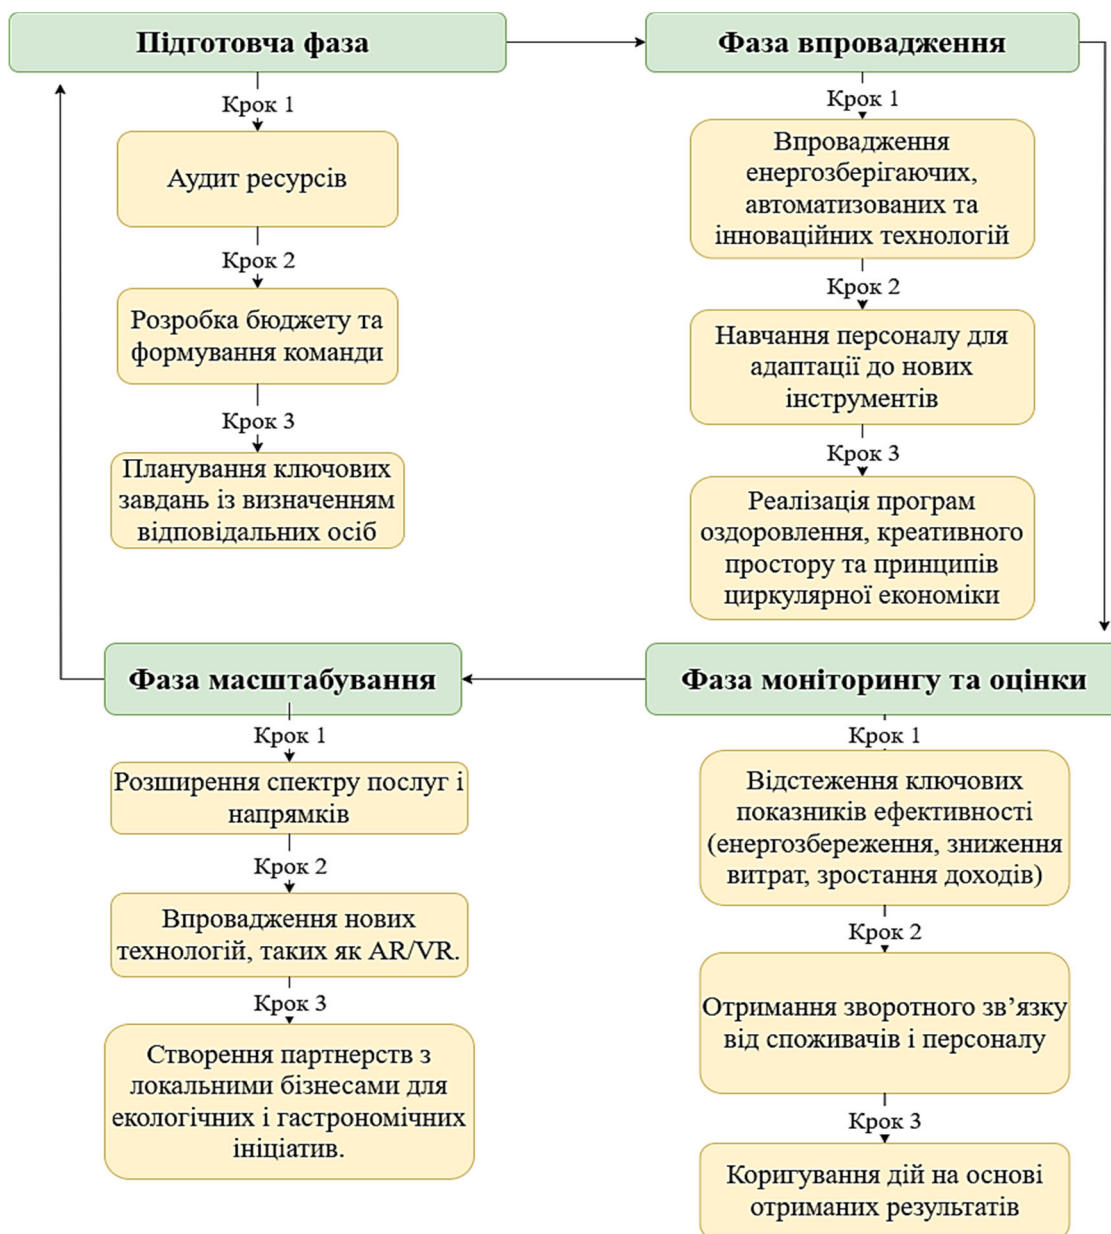 Підготовча фаза
Крок 1
Аудит ресурсів
Крок 2
Розробка бюджету та
формування команди
Крок 3
Планування ключових
завдань із визначенням
відповідальних осіб
Фаза впровадження
Крок 1
Впровадження
енергозберігаючих,
автоматизованих та
інноваційних технологій
Крок 2
Навчання персоналу для
адаптації до нових
інструментів
Крок 3
Реалізація програм
оздоровлення, креативного
простору та принципів
циркулярної економіки
Фаза моніторингу та оцінки
Крок 1
Відстеження ключових
показників ефективності
(енергозбереження, зниження
витрат, зростання доходів)
Крок 2
Отримання зворотного зв’язку
від споживачів і персоналу
Крок 3
Коригування дій на основі
отриманих результатів
Фаза масштабування
Крок 1
Розширення спектру послуг і
напрямків
Крок 2
Впровадження нових
технологій, таких як AR/VR.
Крок 3
Створення партнерств з
локальними бізнесами для
екологічних і гастрономічних
ініціатив.